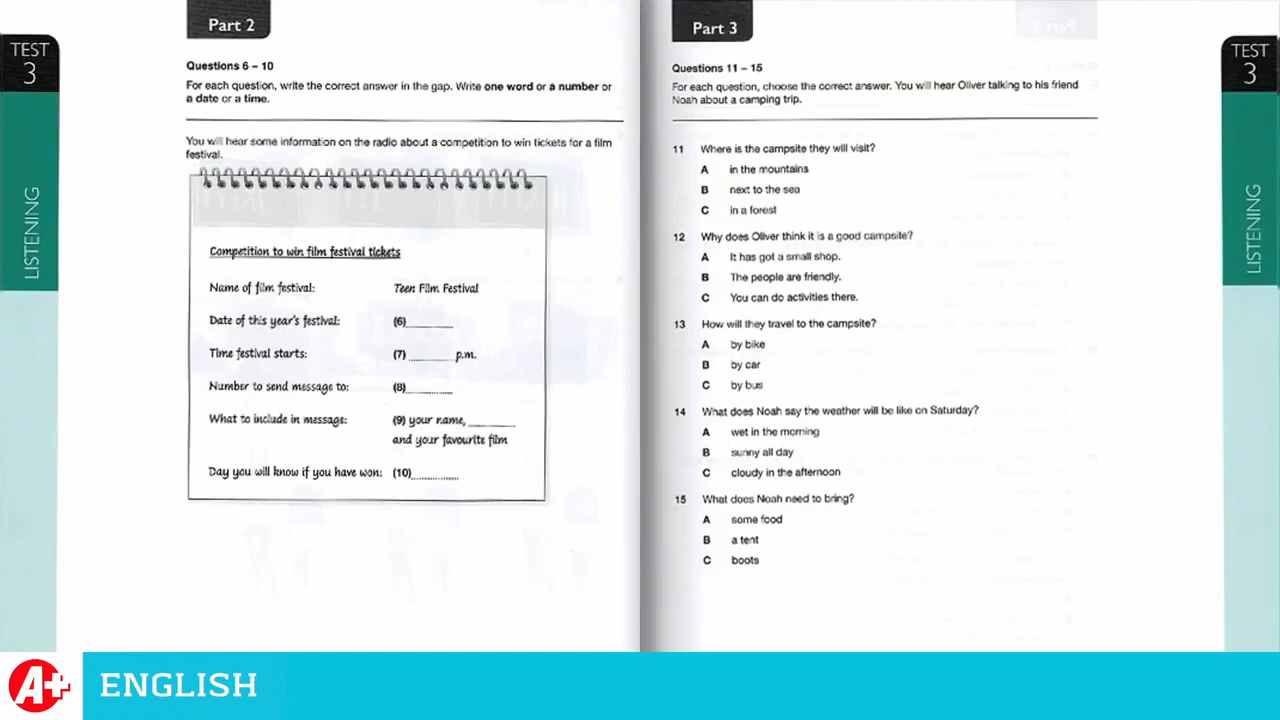 Part 2
TEST
3
LISTENING
Questions 6 – 10
For each question, write the correct answer in the gap. Write one word or a number or
a date or a time.
You will hear some information on the radio about a competition to win tickets for a film
festival.
Competition to win film festival tickets
Name of film festival: Teen Film Festival
Date of this year's festival: (6)________
Time festival starts: (7)........... p.m.
Number to send message to: (8)...........
What to include in message: (9) your name, ________
and your favourite film
Day you will know if you have won: (10)...........
Part 3
TEST
3
LISTENING
Questions 11 – 15
For each question, choose the correct answer. You will hear Oliver talking to his friend
Noah about a camping trip.
11 Where is the campsite they will visit?
A in the mountains
B next to the sea
C in a forest
12 Why does Oliver think it is a good campsite?
A It has got a small shop.
B The people are friendly.
C You can do activities there.
13 How will they travel to the campsite?
A by bike
B by car
C by bus
14 What does Noah say the weather will be like on Saturday?
A wet in the morning
B sunny all day
C cloudy in the afternoon
15 What does Noah need to bring?
A some food
B a tent
C boots
A+ ENGLISH